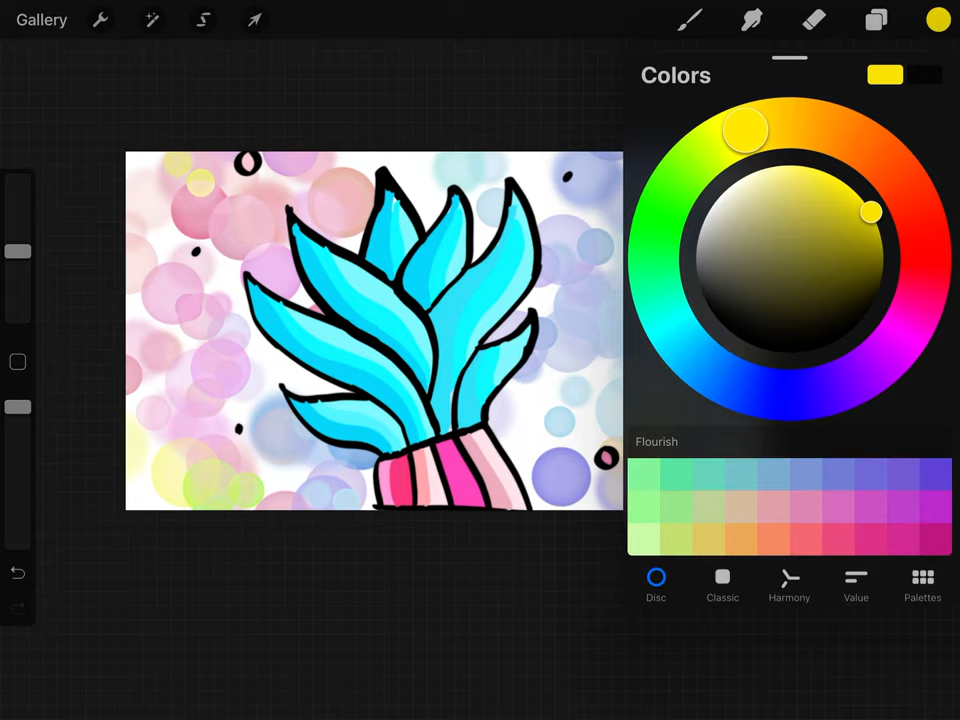 Gallery
Colors
Flourish
Disc
Classic
Harmony
Value
Palettes